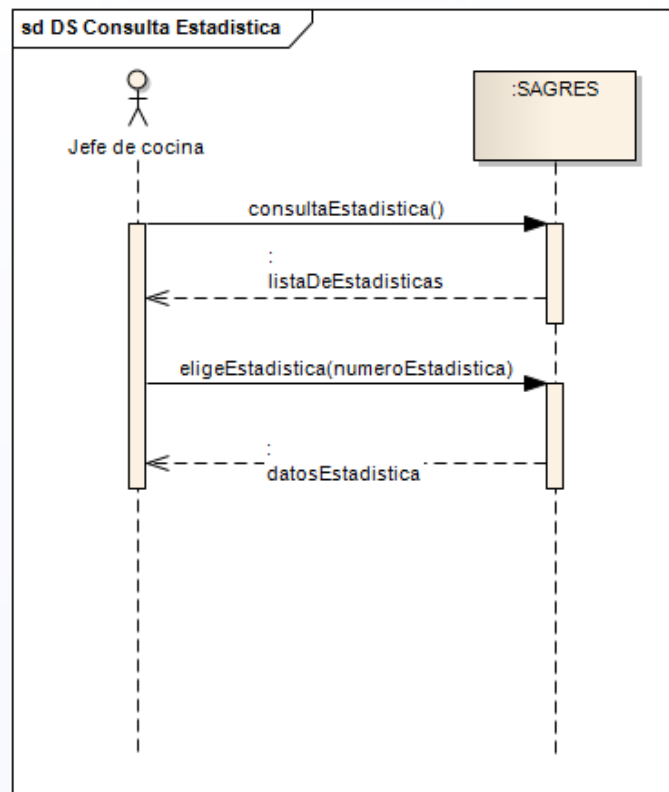 sd DS Consulta Estadistica
:SAGRES
Jefe de cocina
consultaEstadistica()
:
listaDeEstadisticas
eligeEstadistica(numeroEstadistica)
:
datosEstadistica